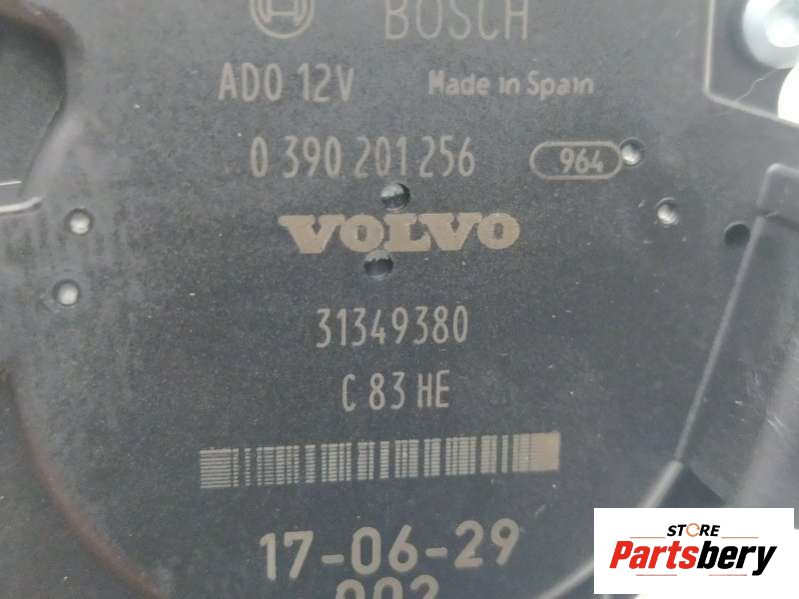 BOSCH
ADO 12V Made in Spain
0 390 201 256 964
VOLVO
31349380
C 83 HE
17-06-29
002
STORE
Partsbery